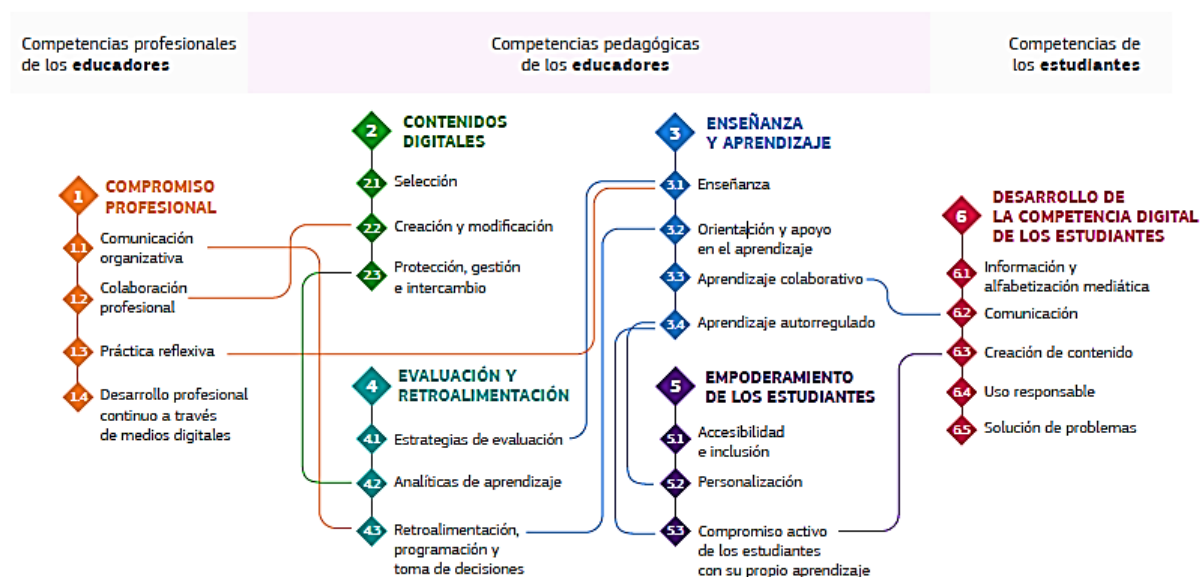 Competencias profesionales
de los educadores
Competencias pedagógicas
de los educadores
Competencias de
los estudiantes
1
COMPROMISO
PROFESIONAL
1.1
Comunicación
organizativa
1.2
Colaboración
profesional
1.3
Práctica reflexiva
1.4
Desarrollo profesional
continuo a través
de medios digitales
2
CONTENIDOS
DIGITALES
2.1
Selección
2.2
Creación y modificación
2.3
Protección, gestión
e intercambio
3
ENSEÑANZA
Y APRENDIZAJE
3.1
Enseñanza
3.2
Orientación y apoyo
en el aprendizaje
3.3
Aprendizaje colaborativo
3.4
Aprendizaje autorregulado
4
EVALUACIÓN Y
RETROALIMENTACIÓN
4.1
Estrategias de evaluación
4.2
Analíticas de aprendizaje
4.3
Retroalimentación,
programación y
toma de decisiones
5
EMPODERAMIENTO
DE LOS ESTUDIANTES
5.1
Accesibilidad
e inclusión
5.2
Personalización
5.3
Compromiso activo
de los estudiantes
con su propio aprendizaje
6
DESARROLLO DE
LA COMPETENCIA DIGITAL
DE LOS ESTUDIANTES
6.1
Información y
alfabetización mediática
6.2
Comunicación
6.3
Creación de contenido
6.4
Uso responsable
6.5
Solución de problemas